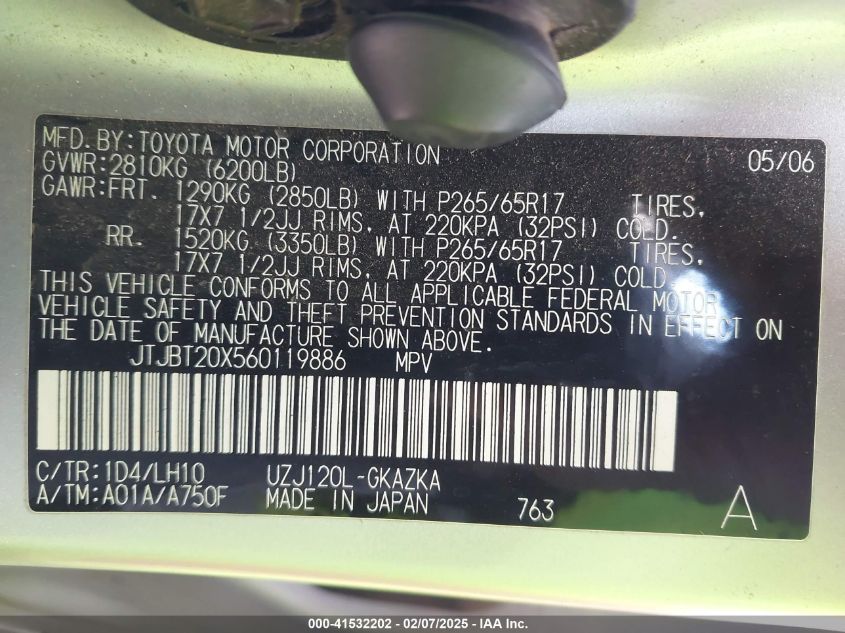 MFD.BY:TOYOTA MOTOR CORPORATION 05/06
GVWR:2810KG (6200LB)
GAWR:FRT. 1290KG (2850LB) WITH P265/65R17 TIRES,
17X7 1/2JJ RIMS, AT 220KPA (32PSI) COLD.
RR. 1520KG (3350LB) WITH P265/65R17 TIRES,
17X7 1/2JJ RIMS, AT 220KPA (32PSI) COLD.
THIS VEHICLE CONFORMS TO ALL APPLICABLE FEDERAL MOTOR
VEHICLE SAFETY AND THEFT PREVENTION STANDARDS IN EFFECT ON
THE DATE OF MANUFACTURE SHOWN ABOVE.
JTJBT20X560119886 MPV
C/TR:1D4/LH10 UZJ120L-GKAZKA
A/TM:A01A/A750F MADE IN JAPAN 763 A
000-41532202 - 02/07/2025 - IAA, Inc.